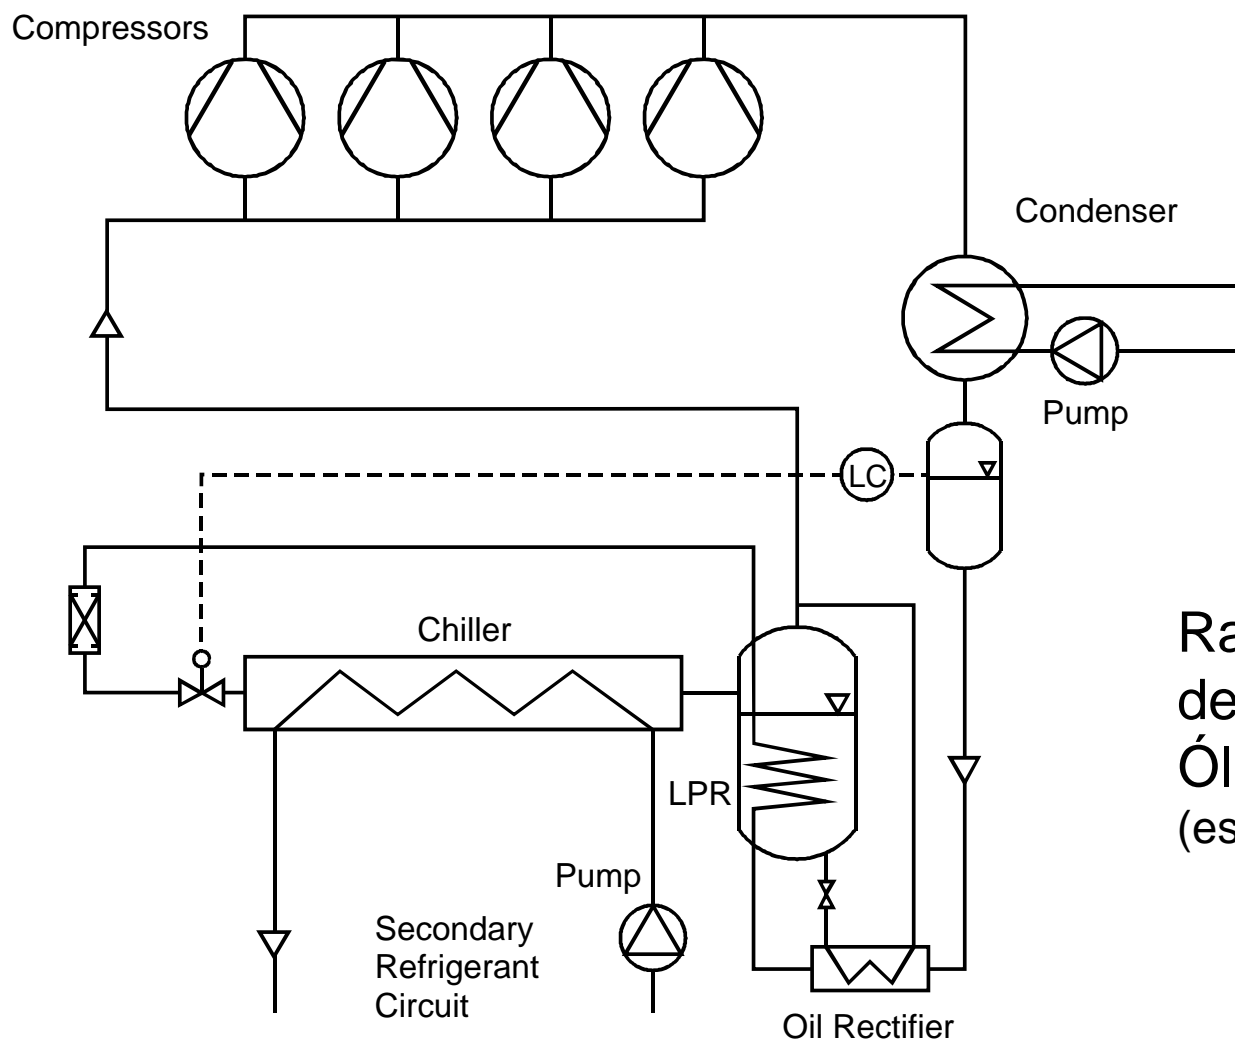 Compressors
Condenser
Pump
LC
Chiller
LPR
Pump
Secondary
Refrigerant
Circuit
Oil Rectifier
Ra
de
Ól
(es